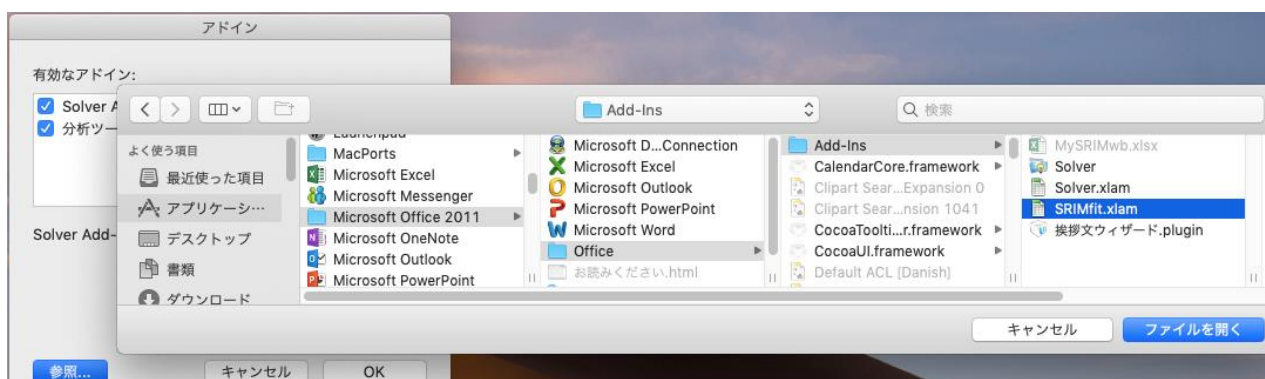 アドイン
有効なアドイン:
Solver A
分析ツー
Solver Add-
参照...
キャンセル
OK
Add-Ins
検索
よく使う項目
最近使った項目
アプリケーシ…
デスクトップ
書類
ダウンロード
Launchpad
MacPorts
Microsoft Excel
Microsoft Messenger
Microsoft Office 2011
Microsoft OneNote
Microsoft Outlook
Microsoft PowerPoint
Microsoft D...Connection
Microsoft Excel
Microsoft Outlook
Microsoft PowerPoint
Microsoft Word
Office
お読みください.html
Add-Ins
CalendarCore.framework
Clipart Sear...Expansion 0
Clipart Sear...nsion 1041
CocoaToolti...r.framework
CocoaUI.framework
Default ACL (Danish)
MySRIMwb.xlsx
Solver
Solver.xlam
SRIMfit.xlam
挨拶文ウィザード.plugin
キャンセル
ファイルを開く